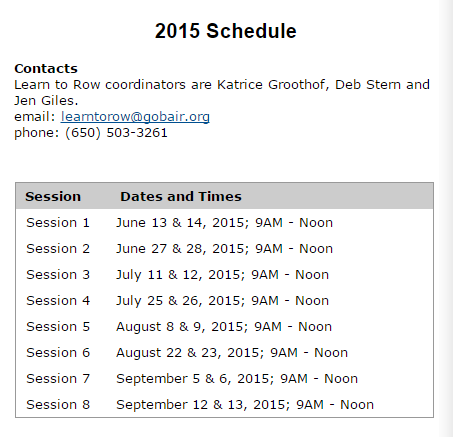 2015 Schedule
Contacts
Learn to Row coordinators are Katrice Groothof, Deb Stern and
Jen Giles.
email: learntorow@gobair.org
phone: (650) 503-3261
Session Dates and Times
Session 1 June 13 & 14, 2015; 9AM - Noon
Session 2 June 27 & 28, 2015; 9AM - Noon
Session 3 July 11 & 12, 2015; 9AM - Noon
Session 4 July 25 & 26, 2015; 9AM - Noon
Session 5 August 8 & 9, 2015; 9AM - Noon
Session 6 August 22 & 23, 2015; 9AM - Noon
Session 7 September 5 & 6, 2015; 9AM - Noon
Session 8 September 12 & 13, 2015; 9AM - Noon